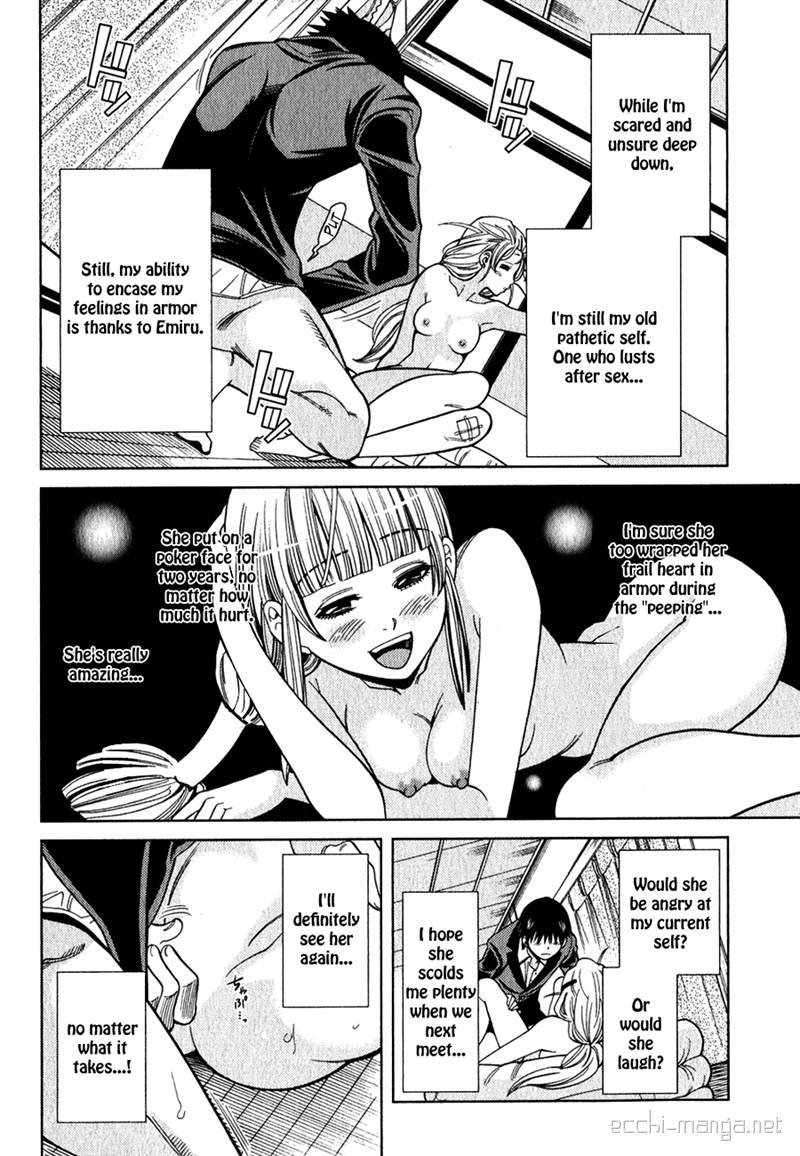 While I'm
scared and
unsure deep
down,
I'm still my old
pathetic self.
One who lusts
after sex...
PUT
Still, my ability
to encase my
feelings in armor
is thanks to Emiru.
I'm sure she
too wrapped her
frail heart in
armor during
the "peeping"...
She put on a
poker face for
two years, no
matter how
much it hurt.
She's really
amazing...
Would she
be angry at
my current
self?
Or
would she
laugh?
I hope
she
scolds
me plenty
when we
next
meet...
I'll
definitely
see her
again...
no matter
what it
takes...!
ecchi-manga.net